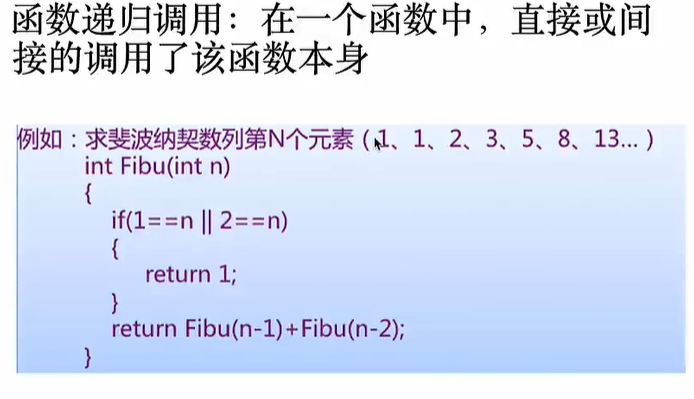 函数递归调用：在一个函数中，直接或间
接的调用了该函数本身
例如：求斐波纳契数列第N个元素（1、1、2、3、5、8、13...）
int Fibu(int n)
{
if(1==n || 2==n)
{
return 1;
}
return Fibu(n-1)+Fibu(n-2);
}